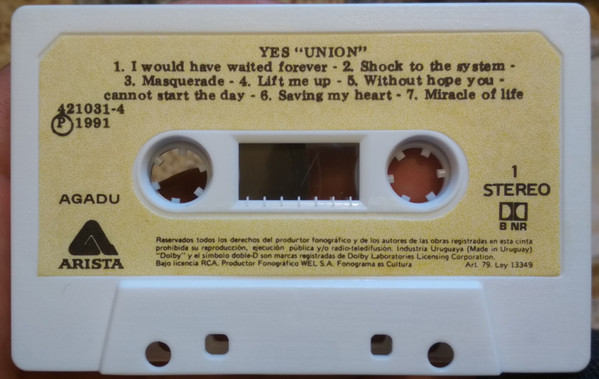 YES "UNION"
1. I would have waited forever - 2. Shock to the system -
3. Masquerade - 4. Lift me up - 5. Without hope you -
cannot start the day - 6. Saving my heart - 7. Miracle of life
421031-4
P 1991
AGADU
ARISTA
1
STEREO
B NR
Reservados todos los derechos del productor fonográfico y de los autores de las obras registradas en esta cinta
prohibida su reproducción, ejecución pública y/o radio-teledifusión. Industria Uruguaya (Made in Uruguay)
"Dolby" y el símbolo doble-D son marcas registradas de Dolby Laboratories Licensing Corporation.
Bajo licencia RCA. Productor Fonográfico WEL S.A. Fonograma es Cultura Art. 79. Ley 13349